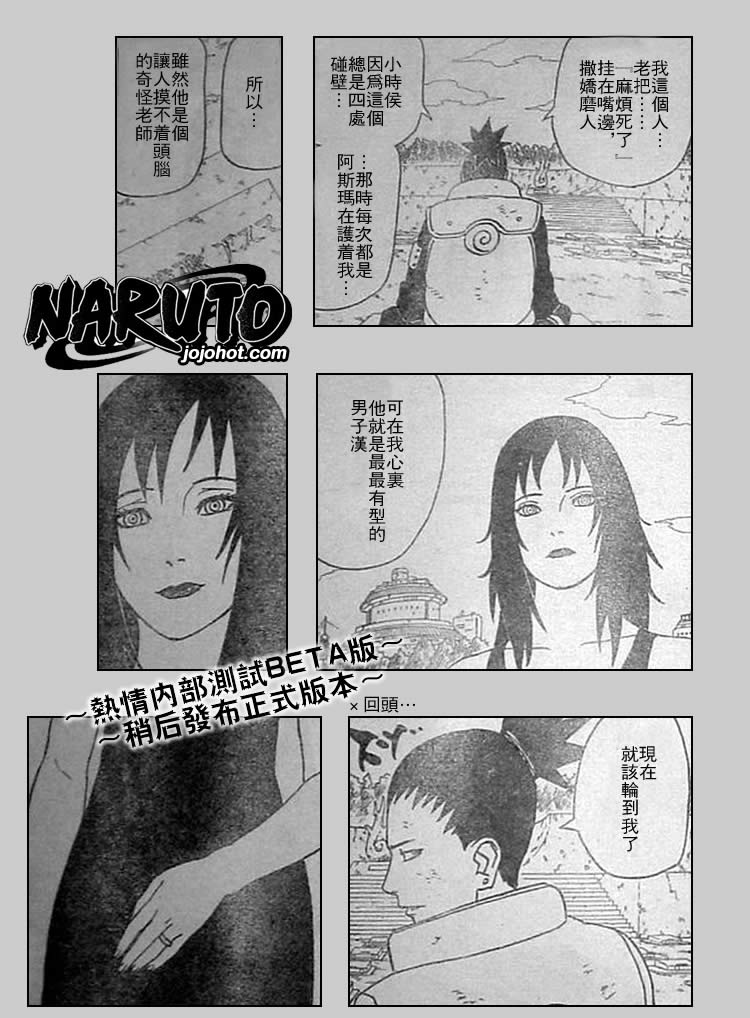 我這個人…
老把……
『麻煩死了』
挂在嘴邊，
撒嬌磨人
小時侯
因爲這個
總是四處
碰壁…
…那時每次都是
阿斯瑪在護着我…
所以…
雖然他是個
讓人摸不着頭腦
的奇怪老師
NARUTO
jojohot.com
可在我心裏
他就是最最有型的
男子漢
～熱情内部測試BETA版～
～稍后發布正式版本～
×回頭…
現在
就該輪到我了